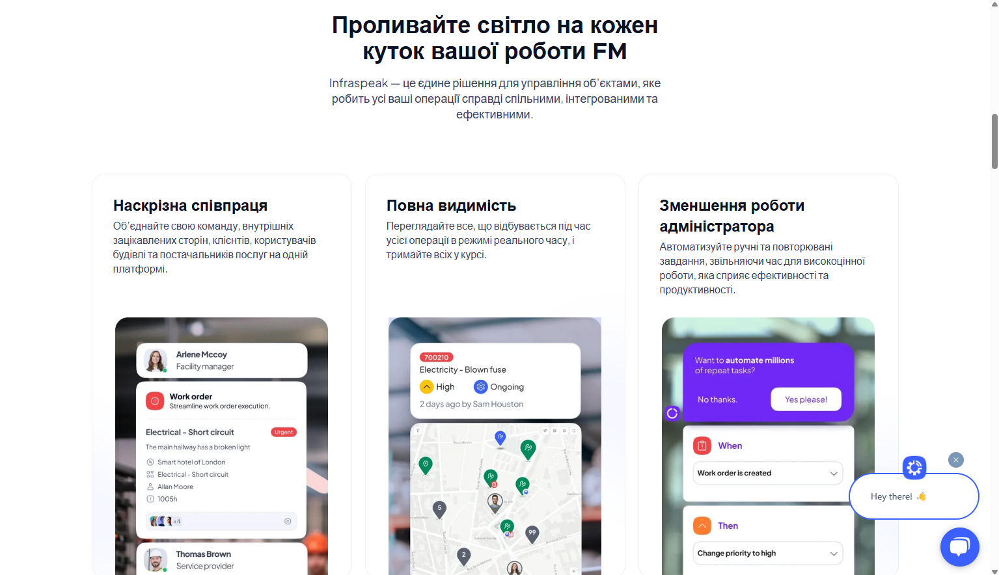 Проливайте світло на кожен
куток вашої роботи FM
Infraspeak — це єдине рішення для управління об’єктами, яке
робить усі ваші операції справді спільними, інтегрованими та
ефективними.
Наскрізна співпраця
Об’єднайте свою команду, внутрішніх
зацікавлених сторін, клієнтів, користувачів
будівлі та постачальників послуг на одній
платформі.
Arlene Mccoy
Facility manager
Work order
Streamline work order execution.
Electrical - Short circuit
Urgent
The main hallway has a broken light
Smart hotel of London
Electrical - Short circuit
Allan Moore
1005h
+4
Thomas Brown
Service provider
Повна видимість
Переглядайте все, що відбувається під час
усієї операції в режимі реального часу, і
тримайте всіх у курсі.
700210
Electricity - Blown fuse
High
Ongoing
2 days ago by Sam Houston
5
99
2
Зменшення роботи
адміністратора
Автоматизуйте ручні та повторювані
завдання, звільняючи час для високоцінної
роботи, яка сприяє ефективності та
продуктивності.
Want to automate millions
of repeat tasks?
No thanks.
Yes please!
When
Work order is created
Then
Change priority to high
Hey there! 👋